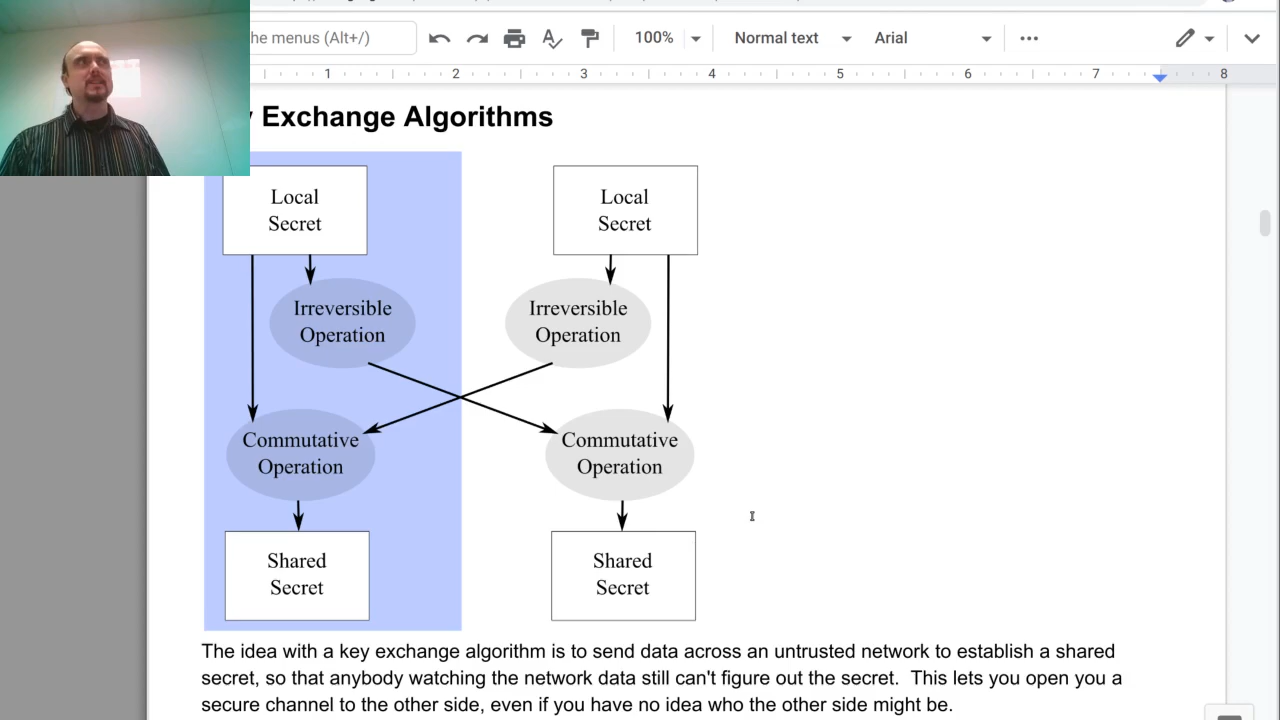 he menus (Alt+/)
100%
Normal text
Arial
1 2 3 4 5 6 7 8
Exchange Algorithms
Local
Secret
Local
Secret
Irreversible
Operation
Irreversible
Operation
Commutative
Operation
Commutative
Operation
Shared
Secret
Shared
Secret
The idea with a key exchange algorithm is to send data across an untrusted network to establish a shared
secret, so that anybody watching the network data still can't figure out the secret.  This lets you open you a
secure channel to the other side, even if you have no idea who the other side might be.